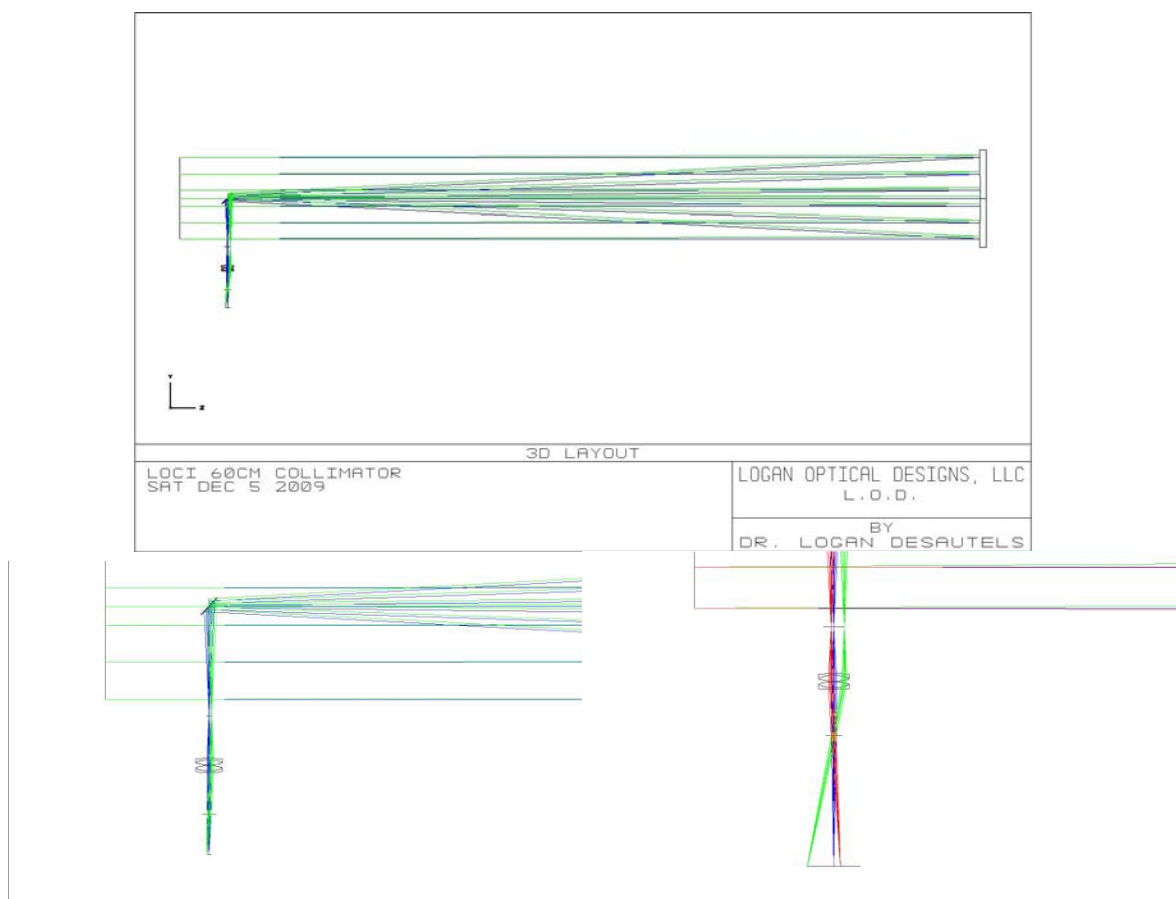 Y
Z
3D LAYOUT
LOCI 60CM COLLIMATOR
SAT DEC 5 2009
LOGAN OPTICAL DESIGNS, LLC
L.O.D.
BY
DR. LOGAN DESAUTELS